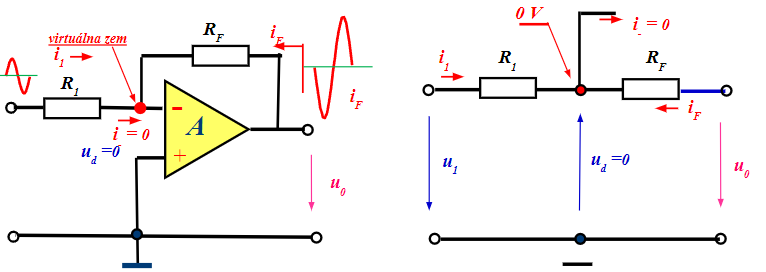 virtuálna zem
i1
R1
RF
iF
iF
i = 0
ud =0
-
+
A
u0
0 V
i- = 0
i1
R1
RF
iF
u1
ud =0
u0